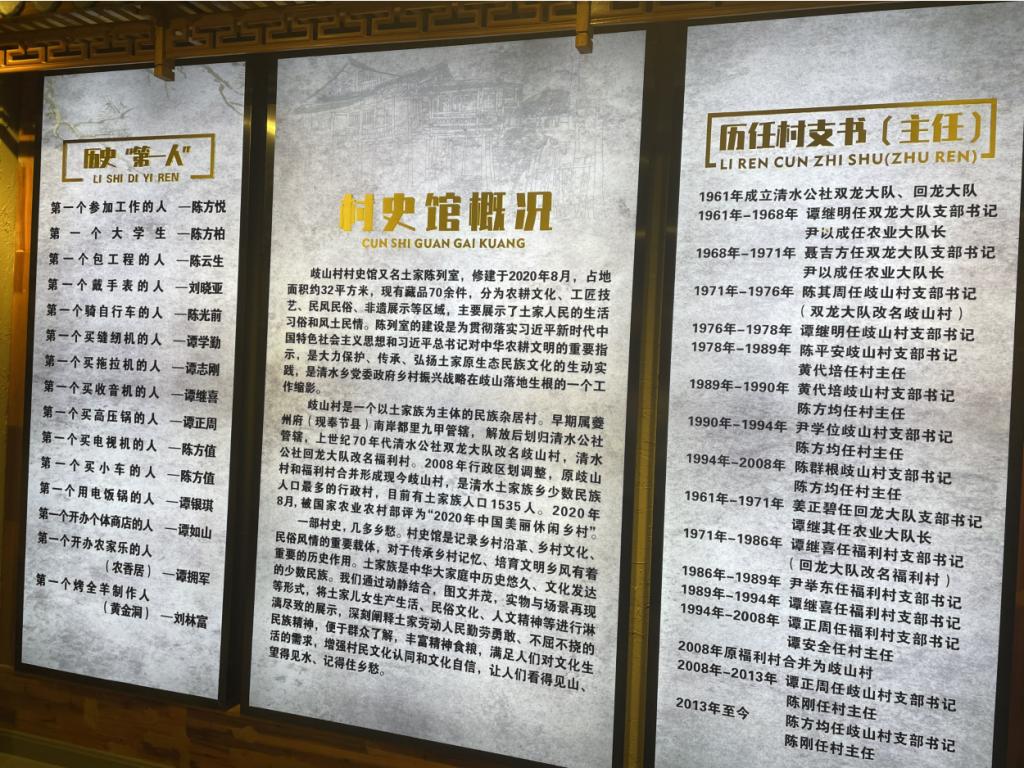 历史“第一人”
LI SHI DI YI REN
第一个参加工作的人 —陈方悦
第一个大学生 —陈方柏
第一个包工程的人 —陈云生
第一个戴手表的人 —刘晓亚
第一个骑自行车的人 —陈光前
第一个买缝纫机的人 —谭学勤
第一个买拖拉机的人 —谭志刚
第一个买收音机的人 —谭继喜
第一个买高压锅的人 —谭正周
第一个买电视机的人 —陈方值
第一个买小车的人 —陈方值
第一个用电饭锅的人 —谭银琪
第一个开办个体商店的人 —谭如山
第一个开办农家乐的人
（农香居） —谭拥军
第一个烤全羊制作人
（黄金洞） —刘林富
村史馆概况
CUN SHI GUAN GAI KUANG
歧山村村史馆又名土家陈列室，修建于2020年8月，占地
面积约32平方米，现有藏品70余件，分为农耕文化、工匠技
艺、民风民俗、非遗展示等区域，主要展示了土家人民的生活
习俗和风土民情。陈列室的建设是为贯彻落实习近平新时代中
国特色社会主义思想和习近平总书记对中华农耕文明的重要指
示，是大力保护、传承、弘扬土家原生态民族文化的生动实
践，是清水乡党委政府乡村振兴战略在歧山落地生根的一个工
作缩影。
歧山村是一个以土家族为主体的民族杂居村。早期属夔
州府（现奉节县）南岸都里九甲管辖，解放后划归清水公社
管辖，上世纪70年代清水公社双龙大队改名歧山村，清水
公社回龙大队改名福利村。2008年行政区划调整，原歧山
村和福利村合并形成现今歧山村，是清水土家族乡少数民族
人口最多的行政村，目前有土家族人口1535人。2020年
8月，被国家农业农村部评为“2020年中国美丽休闲乡村”。
一部村史，几多乡愁。村史馆是记录乡村沿革、乡村文化、
民俗风情的重要载体，对于传承乡村记忆、培育文明乡风有着
重要的历史作用。土家族是中华大家庭中历史悠久、文化发达
的少数民族。我们通过动静结合，图文并茂，实物与场景再现
等形式，将土家儿女生产生活、民俗文化、人文精神等进行淋
漓尽致的展示，深刻阐释土家劳动人民勤劳勇敢、不屈不挠的
民族精神，便于群众了解，丰富精神食粮，满足人们对文化生
活的需求，增强村民文化认同和文化自信，让人们看得见山、
望得见水、记得住乡愁。
历任村支书（主任）
LI REN CUN ZHI SHU(ZHU REN)
1961年成立清水公社双龙大队、回龙大队
1961年-1968年 谭继明任双龙大队支部书记
尹以成任农业大队长
1968年-1971年 聂吉方任双龙大队支部书记
尹以成任农业大队长
1971年-1976年 陈其周任歧山村支部书记
（双龙大队改名歧山村）
1976年-1978年 谭继明任歧山村支部书记
1978年-1989年 陈平安歧山村支部书记
黄代培任村主任
1989年-1990年 黄代培歧山村支部书记
陈方均任村主任
1990年-1994年 尹学位歧山村支部书记
陈方均任村主任
1994年-2008年 陈群根歧山村支部书记
陈方均任村主任
1961年-1971年 姜正碧任回龙大队支部书记
谭继其任农业大队长
1971年-1986年 谭继喜任福利村支部书记
（回龙大队改名福利村）
1986年-1989年 尹举东任福利村支部书记
1989年-1994年 谭继喜任福利村支部书记
1994年-2008年 谭正周任福利村支部书记
谭安全任村主任
2008年原福利村合并为歧山村
2008年-2013年 谭正周任歧山村支部书记
陈刚任村主任
2013年至今 陈方均任歧山村支部书记
陈刚任村主任